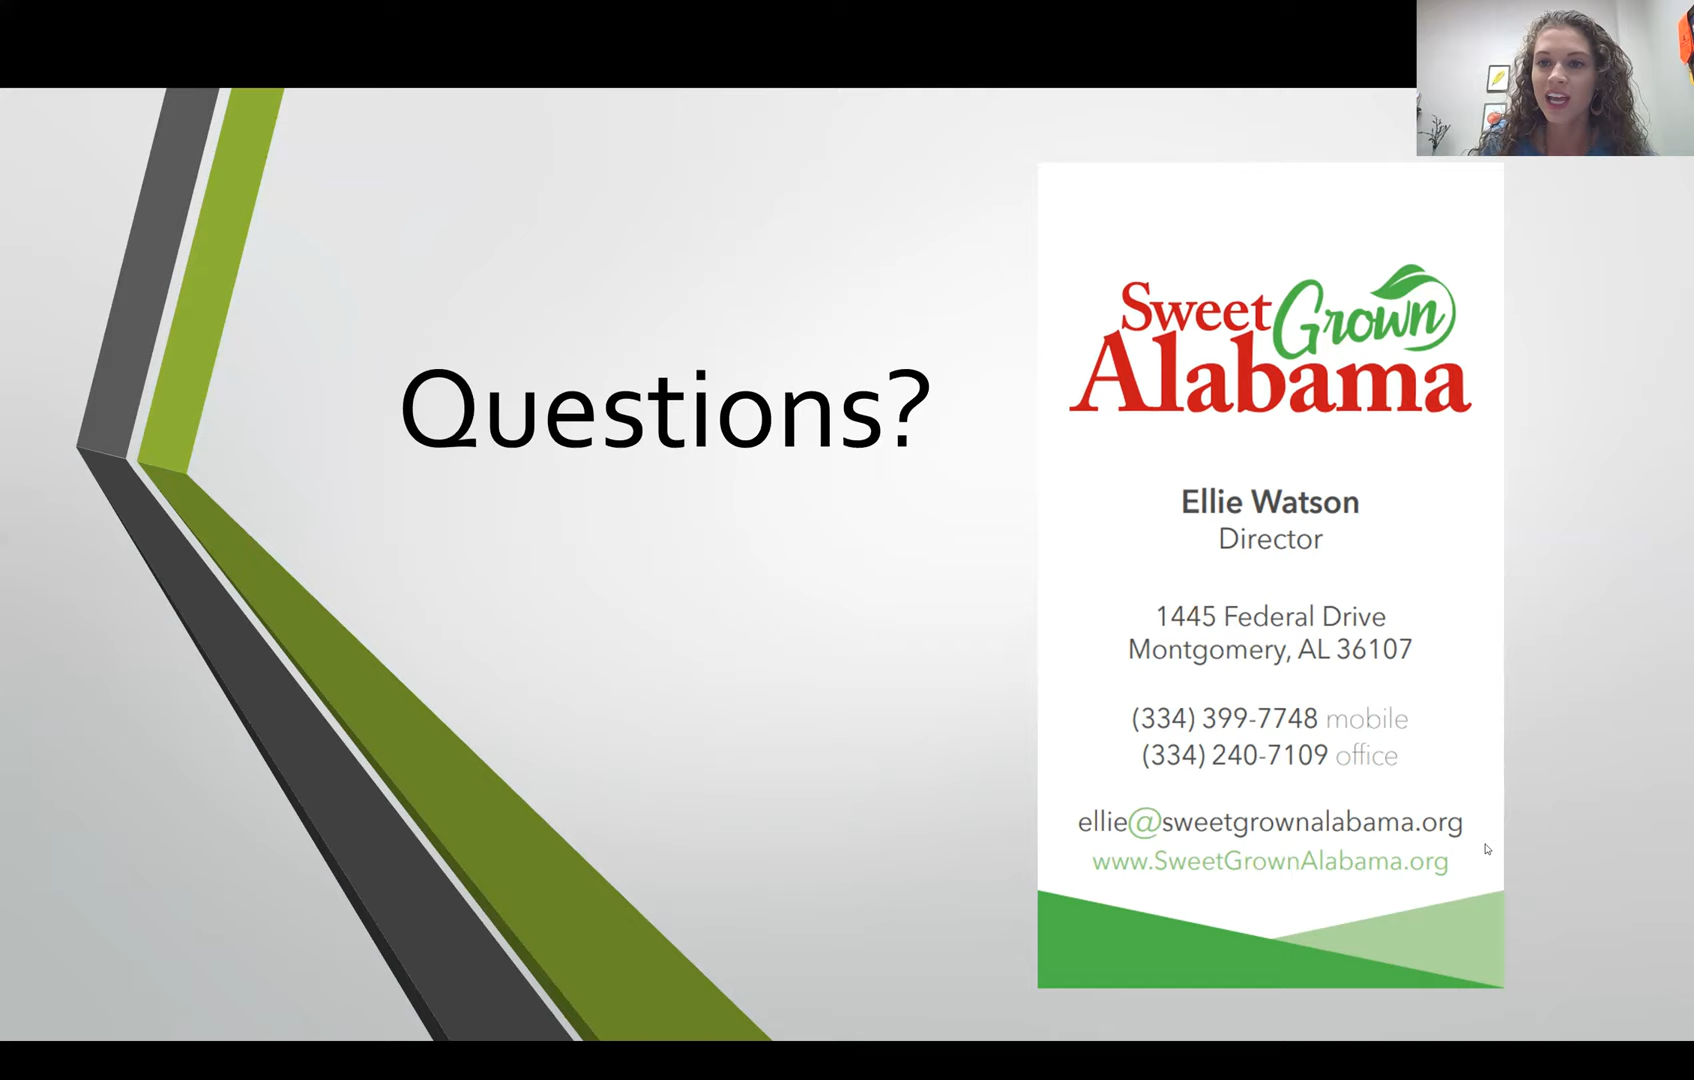 Questions?
Sweet Grown
Alabama
Ellie Watson
Director
1445 Federal Drive
Montgomery, AL 36107
(334) 399-7748 mobile
(334) 240-7109 office
ellie@sweetgrownalabama.org
www.SweetGrownAlabama.org